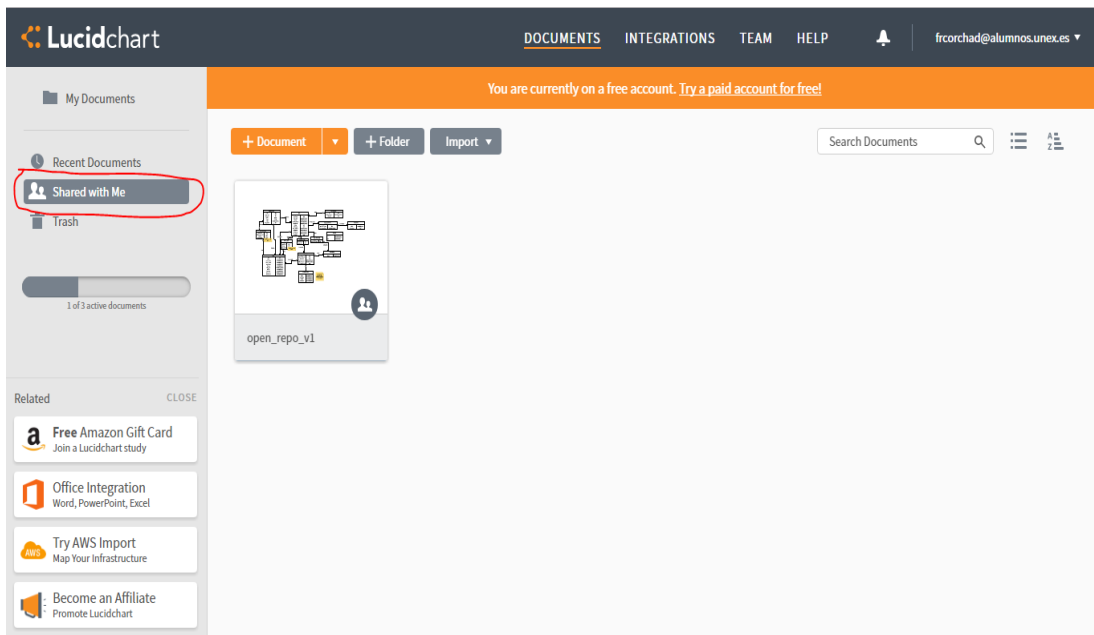 Lucidchart
DOCUMENTS INTEGRATIONS TEAM HELP frcorchad@alumnos.unex.es
You are currently on a free account. Try a paid account for free!
My Documents
Recent Documents
Shared with Me
Trash
1 of 3 active documents
+ Document + Folder Import
Search Documents
A
Z
open_repo_v1
Related CLOSE
a
Free Amazon Gift Card
Join a Lucidchart study
Office Integration
Word, PowerPoint, Excel
AWS
Try AWS Import
Map Your Infrastructure
Become an Affiliate
Promote Lucidchart